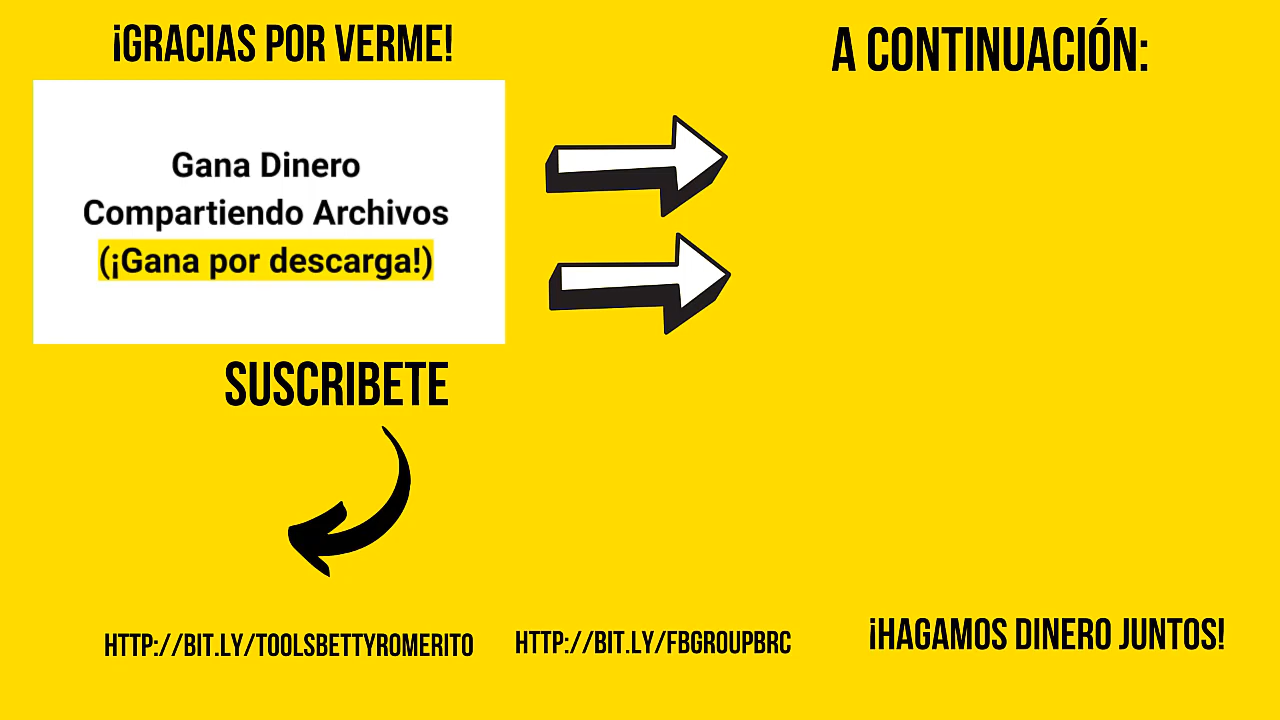 ¡GRACIAS POR VERME!
A CONTINUACIÓN:
Gana Dinero
Compartiendo Archivos
(¡Gana por descarga!)
SUSCRIBETE
HTTP://BIT.LY/TOOLSBETTYROMERITO
HTTP://BIT.LY/FBGROUPBRC
¡HAGAMOS DINERO JUNTOS!